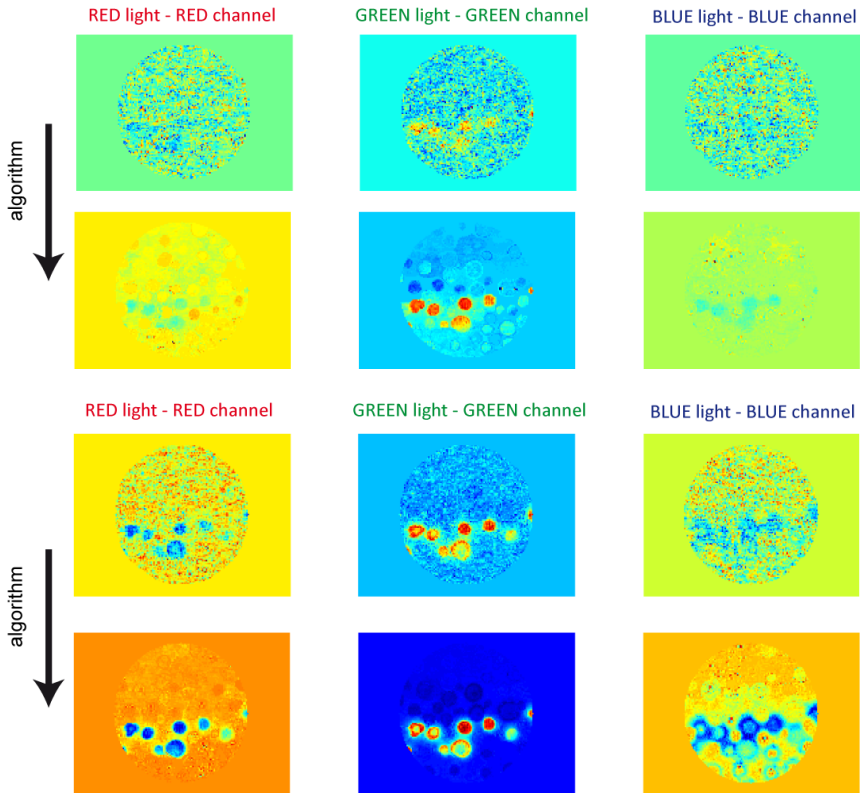 RED light - RED channel
GREEN light - GREEN channel
BLUE light - BLUE channel
algorithm
RED light - RED channel
GREEN light - GREEN channel
BLUE light - BLUE channel
algorithm